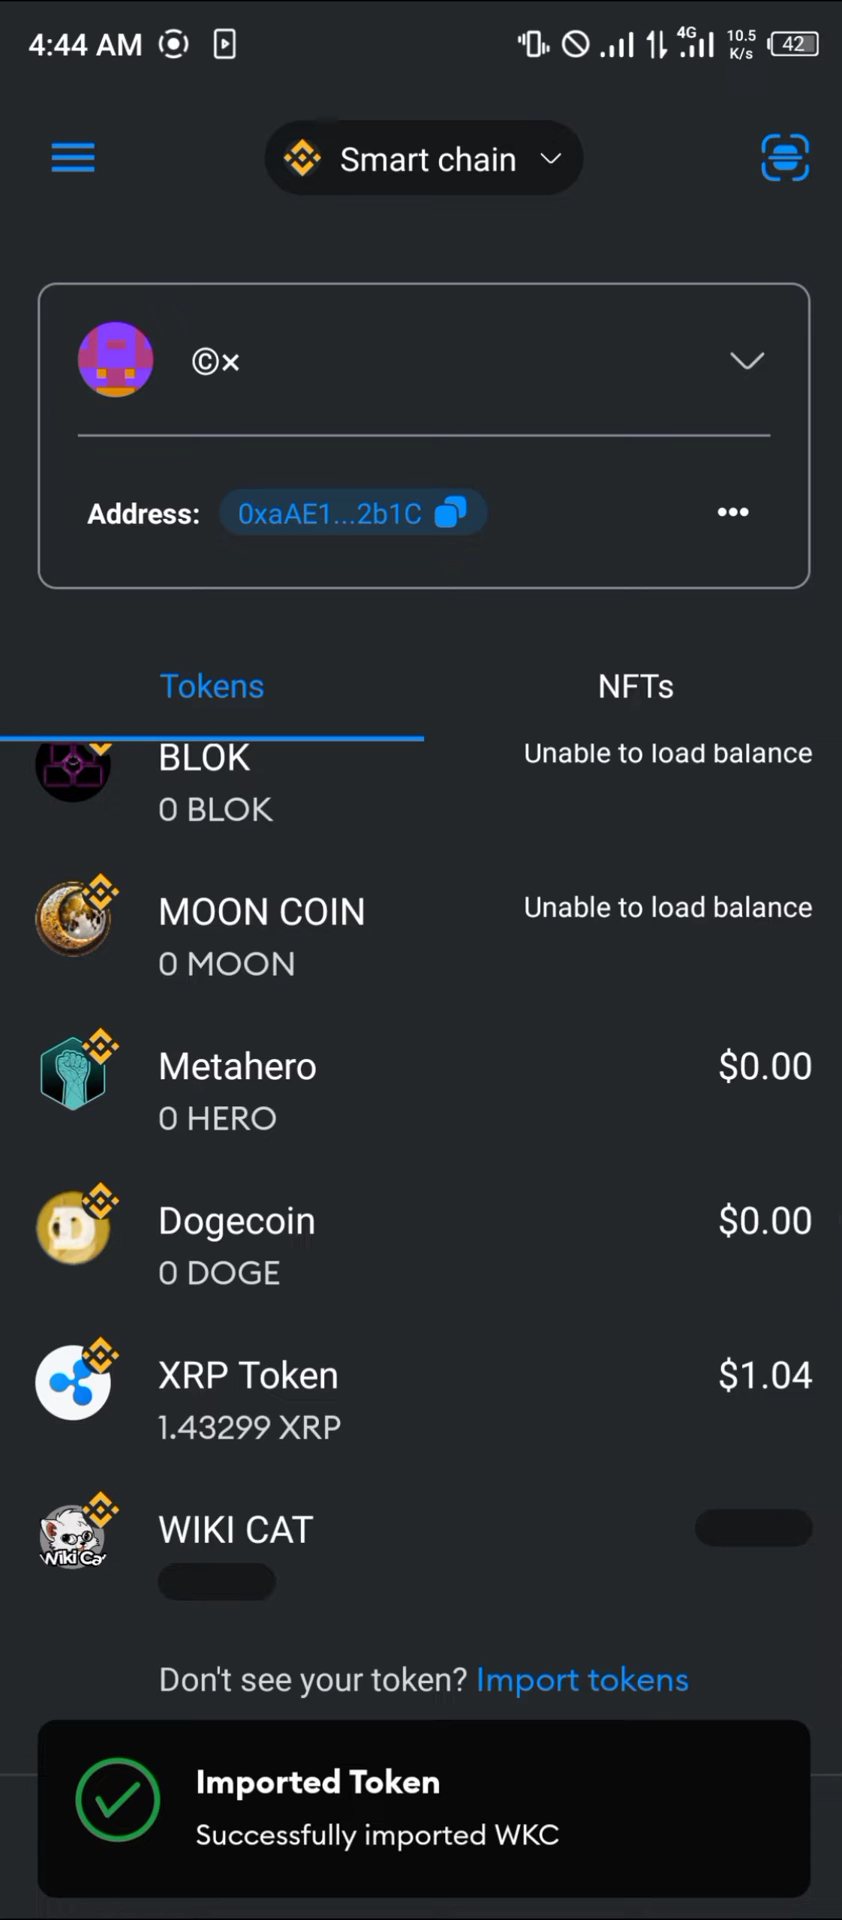 4:44 AM
4G
10.5
K/s
42
Smart chain
©×
Address: 0xaAE1...2b1C
Tokens
NFTs
BLOK
Unable to load balance
0 BLOK
MOON COIN
Unable to load balance
0 MOON
Metahero
$0.00
0 HERO
Dogecoin
$0.00
0 DOGE
XRP Token
$1.04
1.43299 XRP
WIKI CAT
Don't see your token? Import tokens
Imported Token
Successfully imported WKC